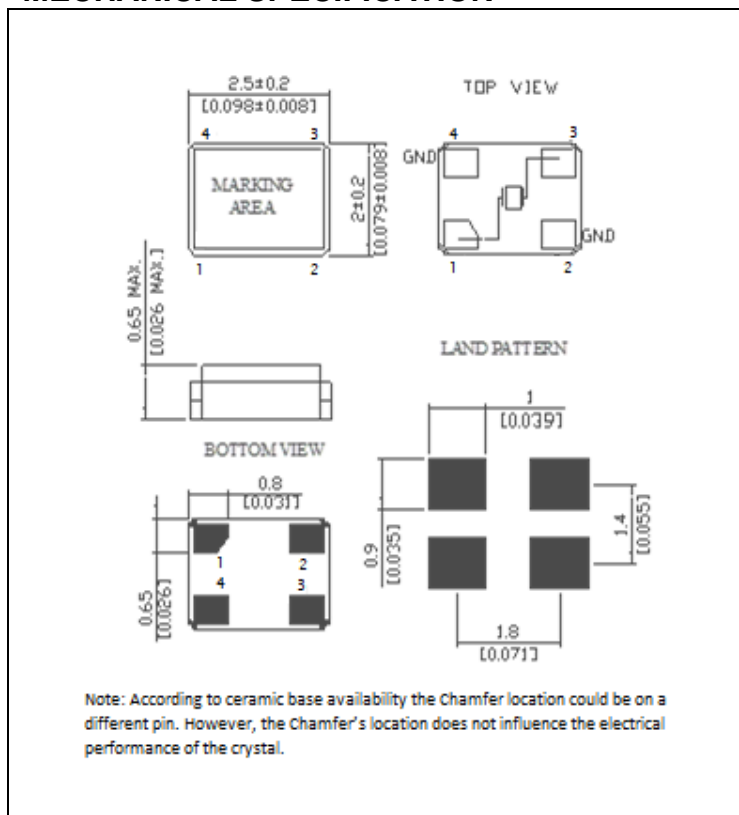 MECHANICAL SPECIFICATION
2.5±0.2
[0.098±0.008]
4 3
MARKING
AREA
1 2
2±0.2
[0.079±0.008]
TOP VIEW
4 3
GND
GND
1 2
0.65 MAX.
[0.026 MAX.]
LAND PATTERN
1
[0.039]
0.9
[0.035]
1.4
[0.055]
1.8
[0.071]
BOTTOM VIEW
0.8
[0.031]
1 2
4 3
0.65
[0.026]
Note: According to ceramic base availability the Chamfer location could be on a
different pin. However, the Chamfer's location does not influence the electrical
performance of the crystal.